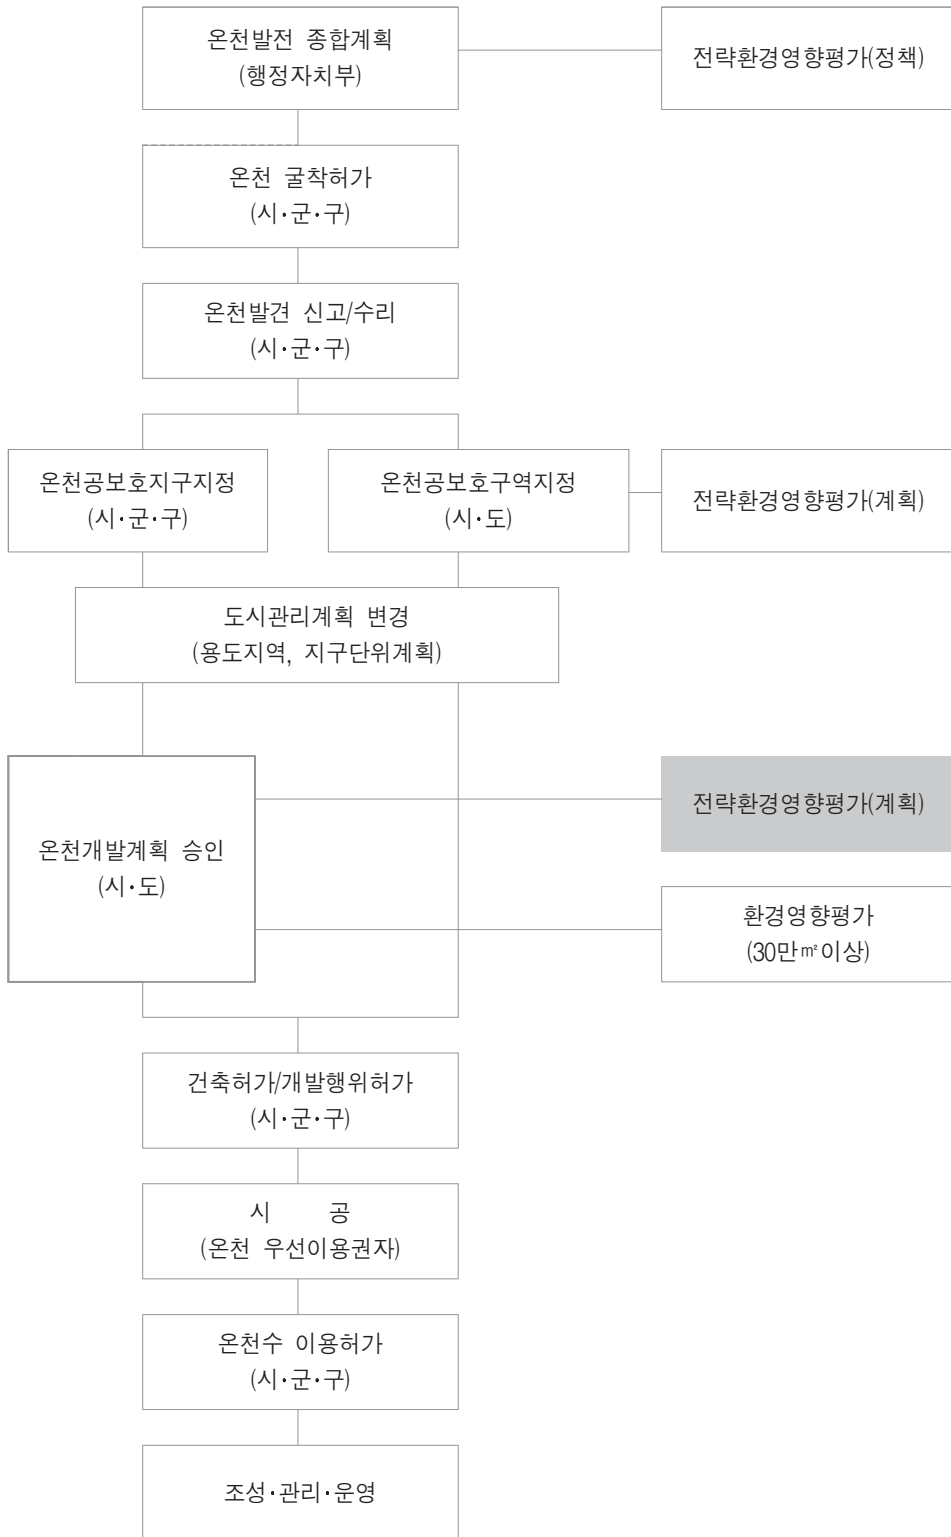 온천발전 종합계획
(행정자치부)
전략환경영향평가(정책)
온천 굴착허가
(시·군·구)
온천발견 신고/수리
(시·군·구)
온천공보호지구지정
(시·군·구)
온천공보호구역지정
(시·도)
전략환경영향평가(계획)
도시관리계획 변경
(용도지역, 지구단위계획)
온천개발계획 승인
(시·도)
전략환경영향평가(계획)
환경영향평가
(30만㎡이상)
건축허가/개발행위허가
(시·군·구)
시 공
(온천 우선이용권자)
온천수 이용허가
(시·군·구)
조성·관리·운영